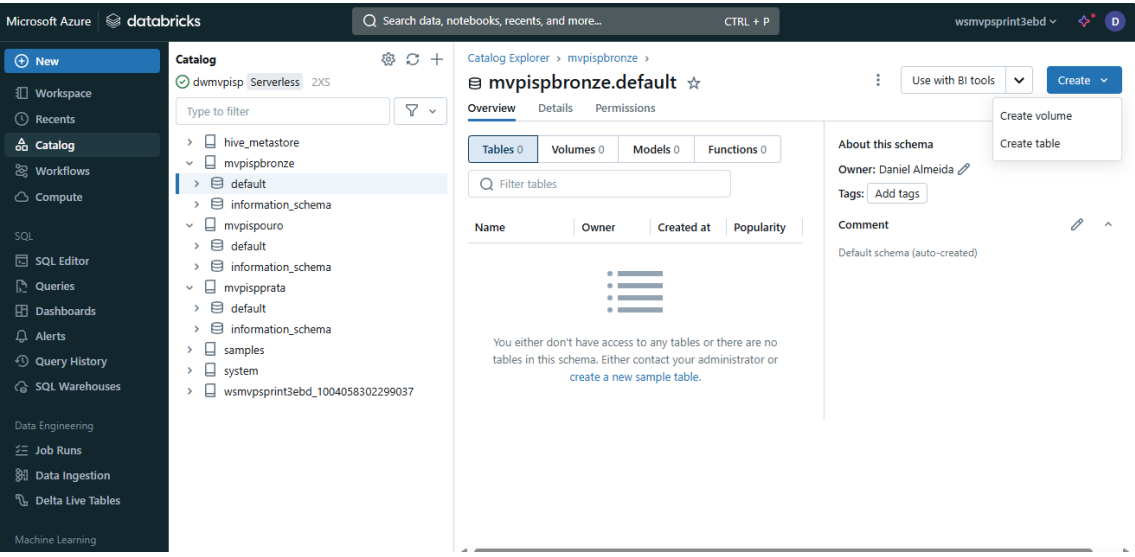 Microsoft Azure databricks Search data, notebooks, recents, and more... CTRL + P wsmvpsprint3ebd D
New
Workspace
Recents
Catalog
Workflows
Compute
SQL
SQL Editor
Queries
Dashboards
Alerts
Query History
SQL Warehouses
Data Engineering
Job Runs
Data Ingestion
Delta Live Tables
Machine Learning
Catalog
dwmvpisp Serverless 2XS
Type to filter
hive_metastore
mvpispbronze
default
information_schema
mvpispouro
default
information_schema
mvpispprata
default
information_schema
samples
system
wsmvpsprint3ebd_1004058302299037
Catalog Explorer > mvpispbronze >
mvpispbronze.default
Use with BI tools Create
Create volume
Create table
Overview Details Permissions
Tables 0 Volumes 0 Models 0 Functions 0
Filter tables
Name Owner Created at Popularity
You either don't have access to any tables or there are no
tables in this schema. Either contact your administrator or
create a new sample table.
About this schema
Owner: Daniel Almeida
Tags: Add tags
Comment
Default schema (auto-created)